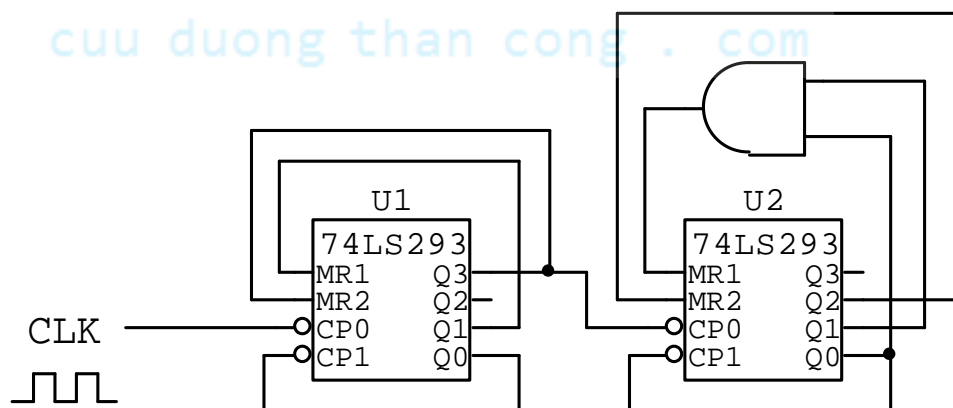 cuu duong than cong . com
U1
74LS293
MR1 Q3
MR2 Q2
CP0 Q1
CP1 Q0
U2
74LS293
MR1 Q3
MR2 Q2
CP0 Q1
CP1 Q0
CLK